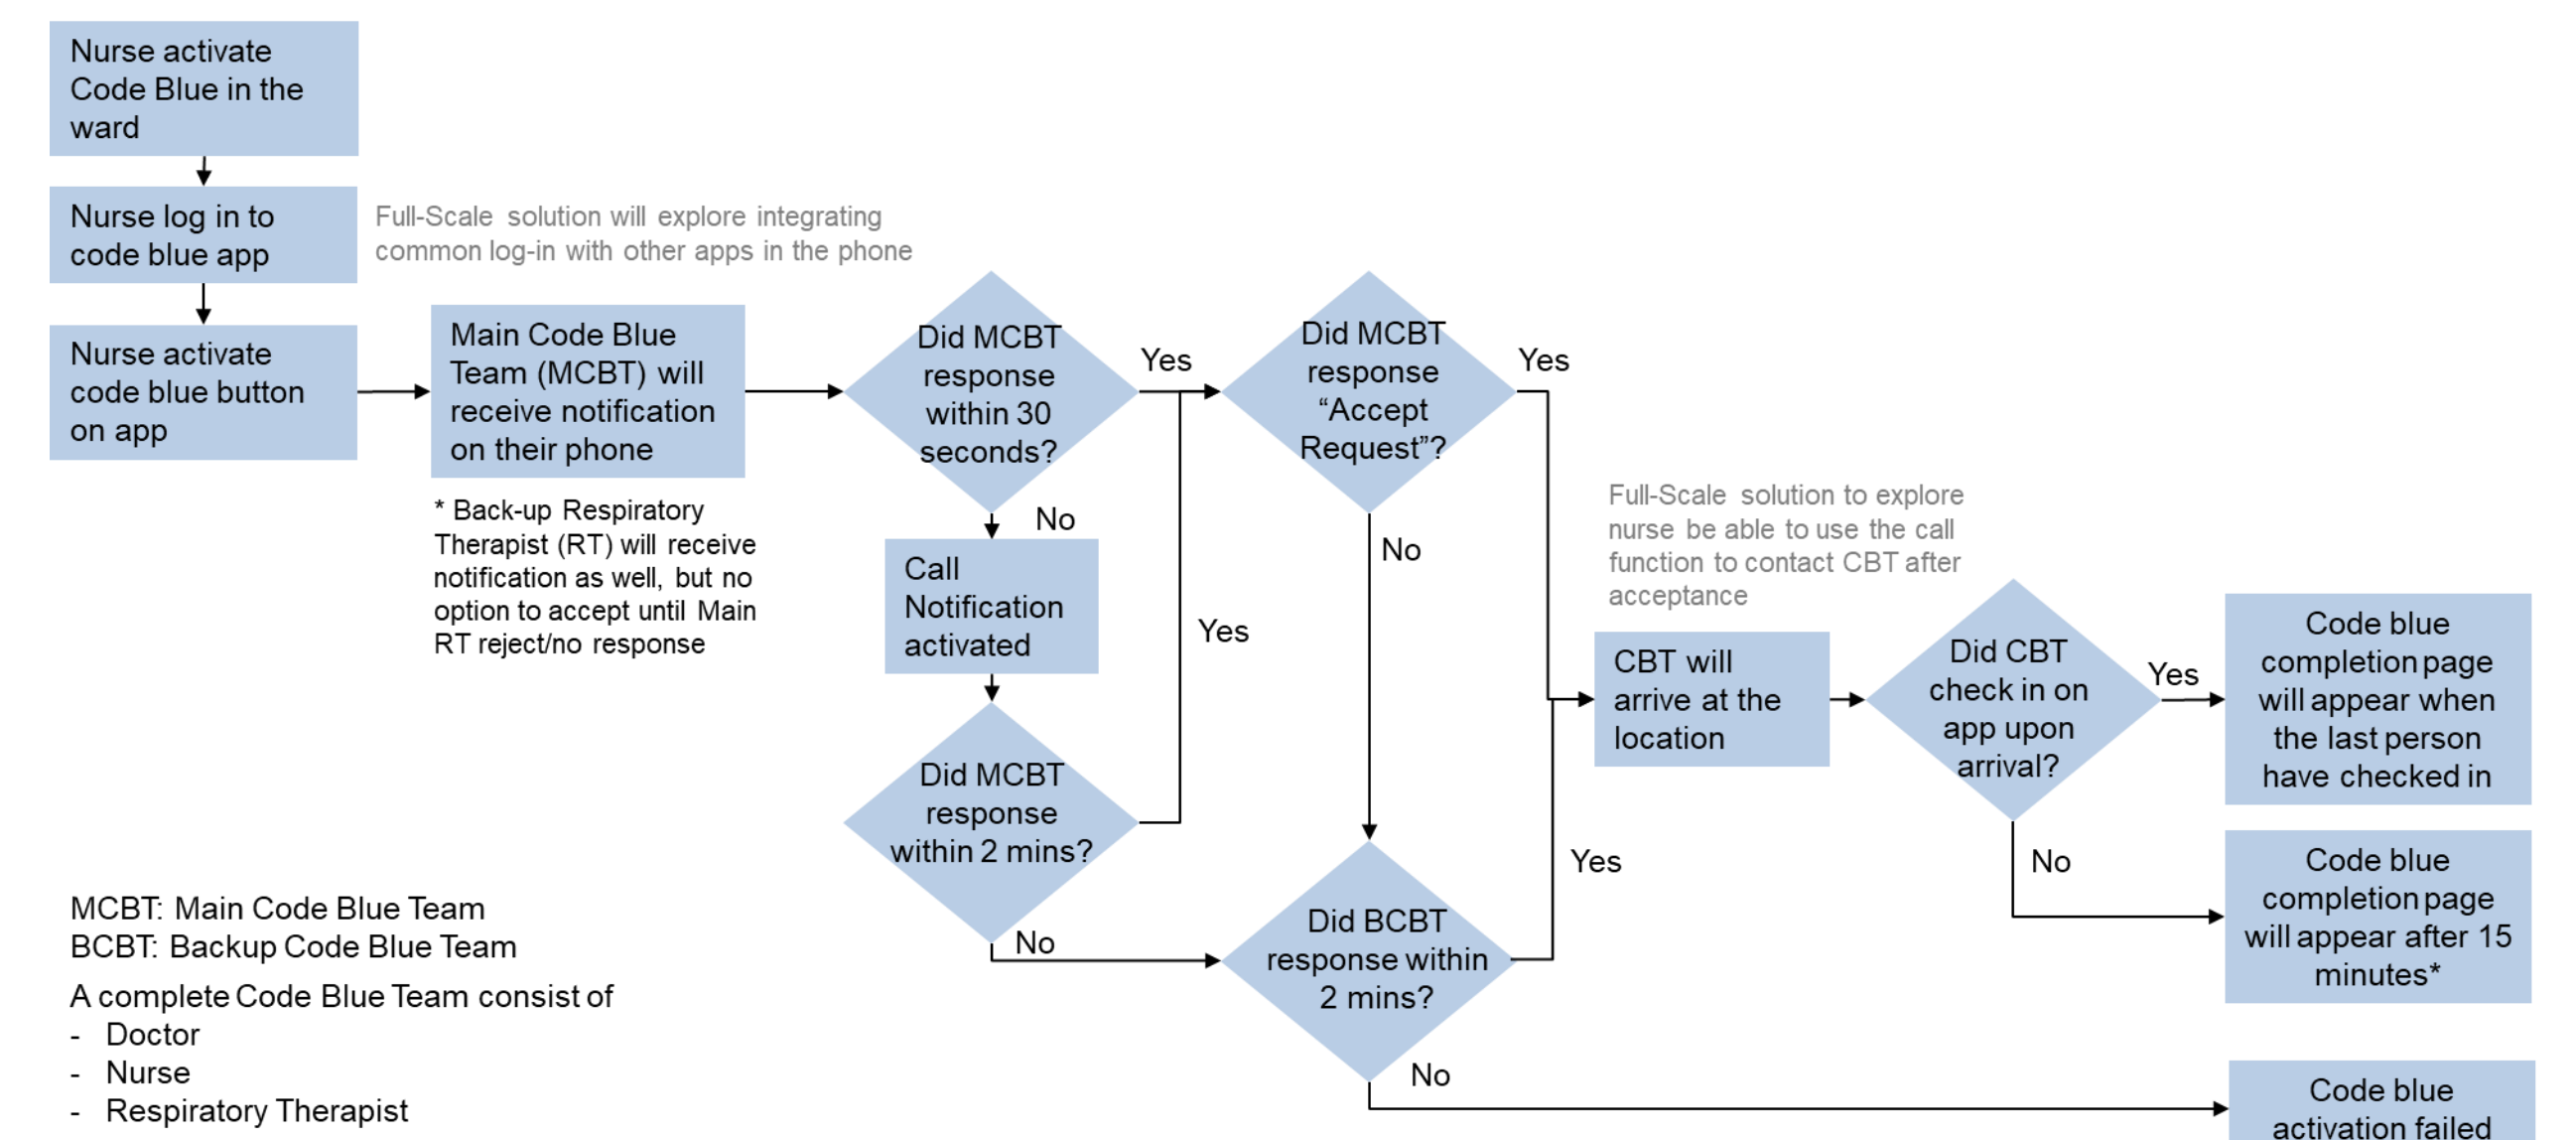 Nurse activate
Code Blue in the
ward
Nurse log in to
code blue app
Full-Scale solution will explore integrating
common log-in with other apps in the phone
Nurse activate
code blue button
on app
Main Code Blue
Team (MCBT) will
receive notification
on their phone
* Back-up Respiratory
Therapist (RT) will receive
notification as well, but no
option to accept until Main
RT reject/no response
Did MCBT
response
within 30
seconds?
Yes
No
Call
Notification
activated
Did MCBT
response
within 2 mins?
Yes
No
Did MCBT
response
“Accept
Request”?
Yes
No
Did BCBT
response within
2 mins?
Yes
No
Full-Scale solution to explore
nurse be able to use the call
function to contact CBT after
acceptance
CBT will
arrive at the
location
Did CBT
check in on
app upon
arrival?
Yes
No
Code blue
completion page
will appear when
the last person
have checked in
Code blue
completion page
will appear after 15
minutes*
Code blue
activation failed
MCBT: Main Code Blue Team
BCBT: Backup Code Blue Team
A complete Code Blue Team consist of
- Doctor
- Nurse
- Respiratory Therapist